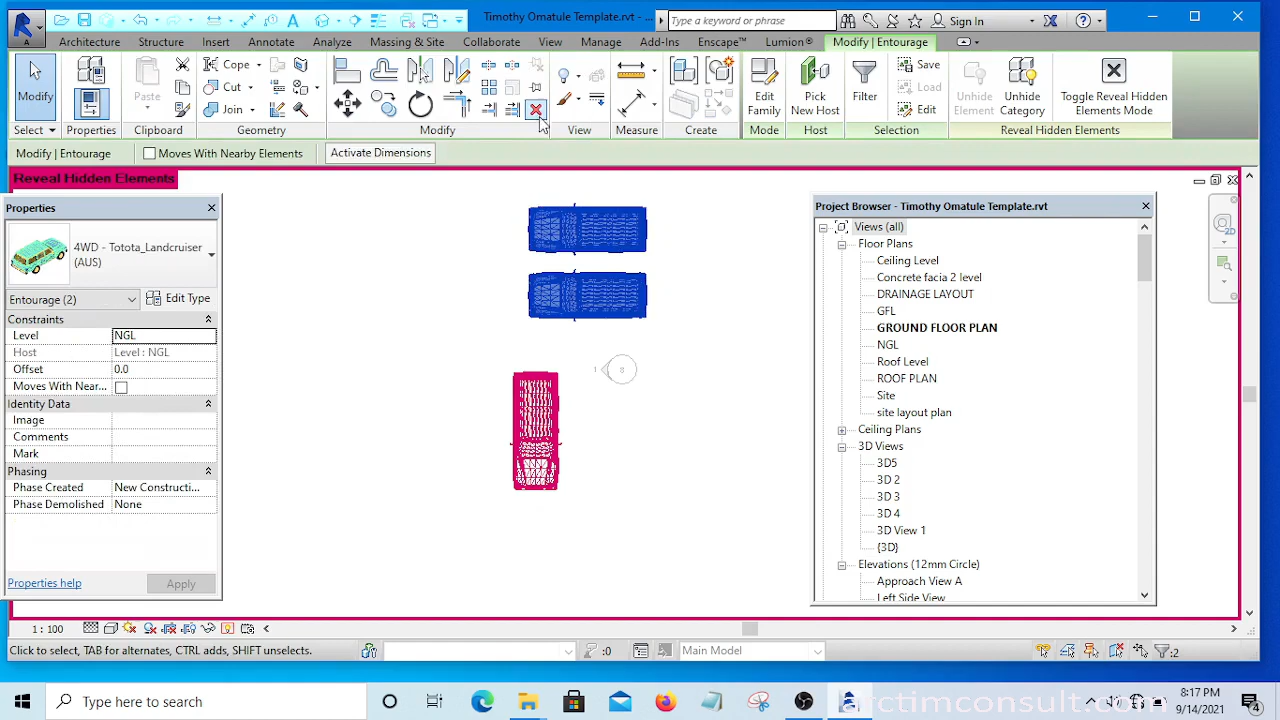 Timothy Omatule Template.rvt - ...
Type a keyword or phrase
Sign In
Architecture
Structure
Insert
Annotate
Analyze
Massing & Site
Collaborate
View
Manage
Add-Ins
Enscape™
Lumion®
Modify | Entourage
Modify
Select
Properties
Paste
Clipboard
Cope
Cut
Join
Geometry
Modify
View
Measure
Create
Edit Family
Mode
Pick New Host
Host
Filter
Save
Load
Edit
Selection
Unhide Element
Unhide Category
Toggle Reveal Hidden Elements Mode
Reveal Hidden Elements
Modify | Entourage
Moves With Nearby Elements
Activate Dimensions
Reveal Hidden Elements
Properties
4WD - Totota_Landcruiser
(AUS)
Entourage (2)
Edit Type
Constraints
Level NGL
Host Level : NGL
Offset 0.0
Moves With Near...
Identity Data
Image
Comments
Mark
Phasing
Phase Created New Constructi...
Phase Demolished None
Properties help
Apply
1
Project Browser - Timothy Omatule Template.rvt
Views (all)
Floor Plans
Ceiling Level
Concrete facia 2 level
DRAINAGE LAYOUT
GFL
GROUND FLOOR PLAN
NGL
Roof Level
ROOF PLAN
Site
site layout plan
Ceiling Plans
3D Views
3D5
3D 2
3D 3
3D 4
3D View 1
{3D}
Elevations (12mm Circle)
Approach View A
Left Side View
1 : 100
Click to select, TAB for alternates, CTRL adds, SHIFT unselects.
:0
Main Model
:2
Type here to search
arctimconsult.com
8:17 PM
9/14/2021
4